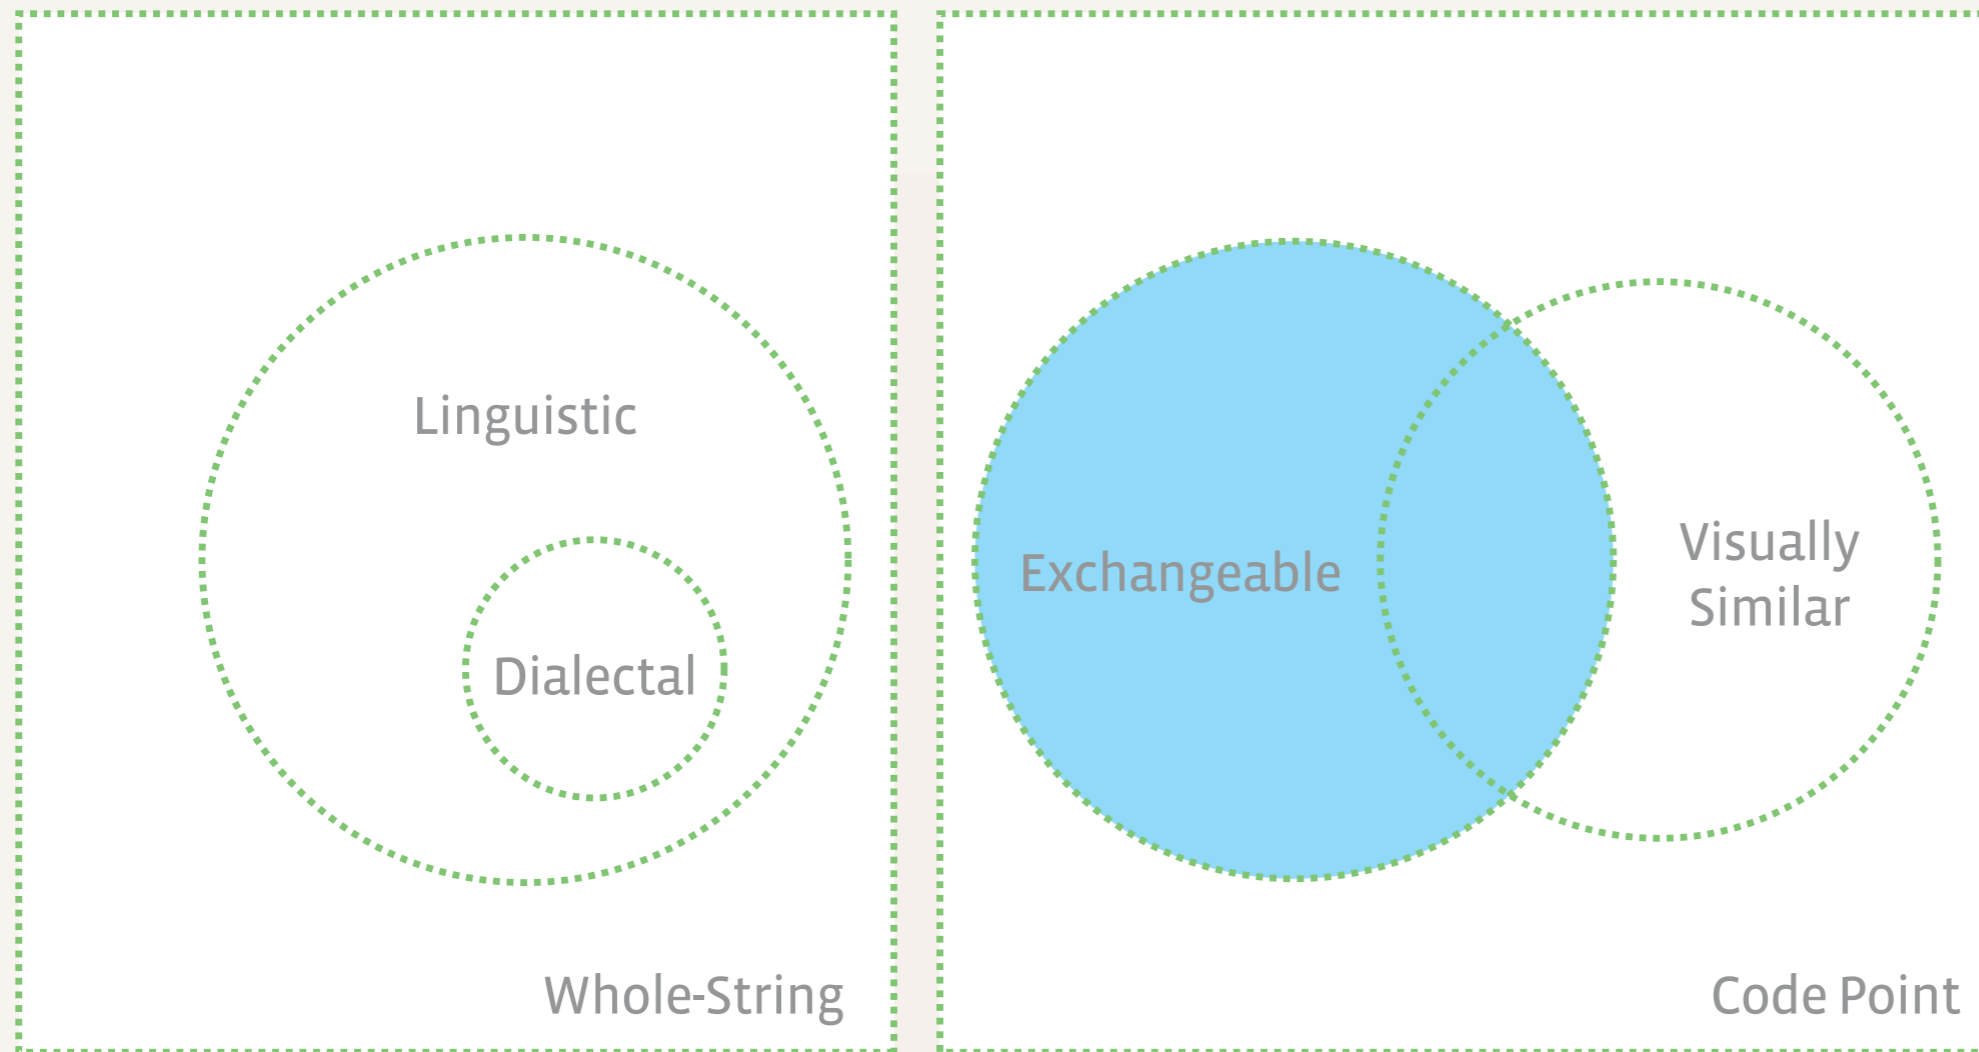 Linguistic
Dialectal
Whole-String
Exchangeable
Visually
Similar
Code Point